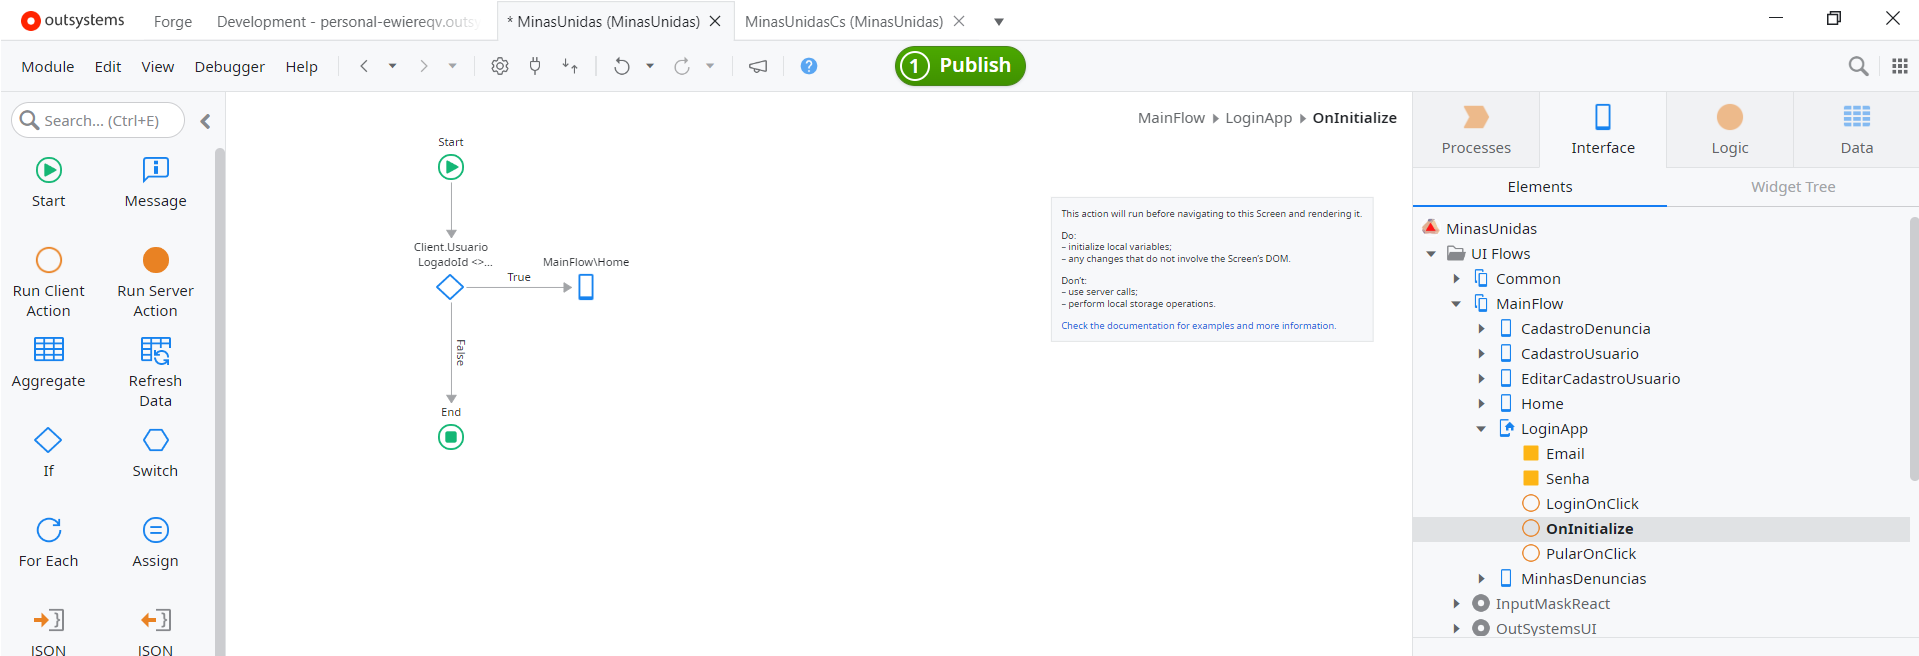 outsystems
Forge
Development - personal-ewiereqv.outsy
* MinasUnidas (MinasUnidas)
MinasUnidasCs (MinasUnidas)
Module Edit View Debugger Help
1 Publish
Search... (Ctrl+E)
Start
Message
Run Client
Action
Run Server
Action
Aggregate
Refresh
Data
If
Switch
For Each
Assign
JSON
JSON
MainFlow LoginApp OnInitialize
Start
Client.Usuario
LogadoId <>...
True
MainFlow\Home
False
End
This action will run before navigating to this Screen and rendering it.
Do:
– initialize local variables;
– any changes that do not involve the Screen's DOM.
Don't:
– use server calls;
– perform local storage operations.
Check the documentation for examples and more information.
Processes
Interface
Logic
Data
Elements
Widget Tree
MinasUnidas
UI Flows
Common
MainFlow
CadastroDenuncia
CadastroUsuario
EditarCadastroUsuario
Home
LoginApp
Email
Senha
LoginOnClick
OnInitialize
PularOnClick
MinhasDenuncias
InputMaskReact
OutSystemsUI